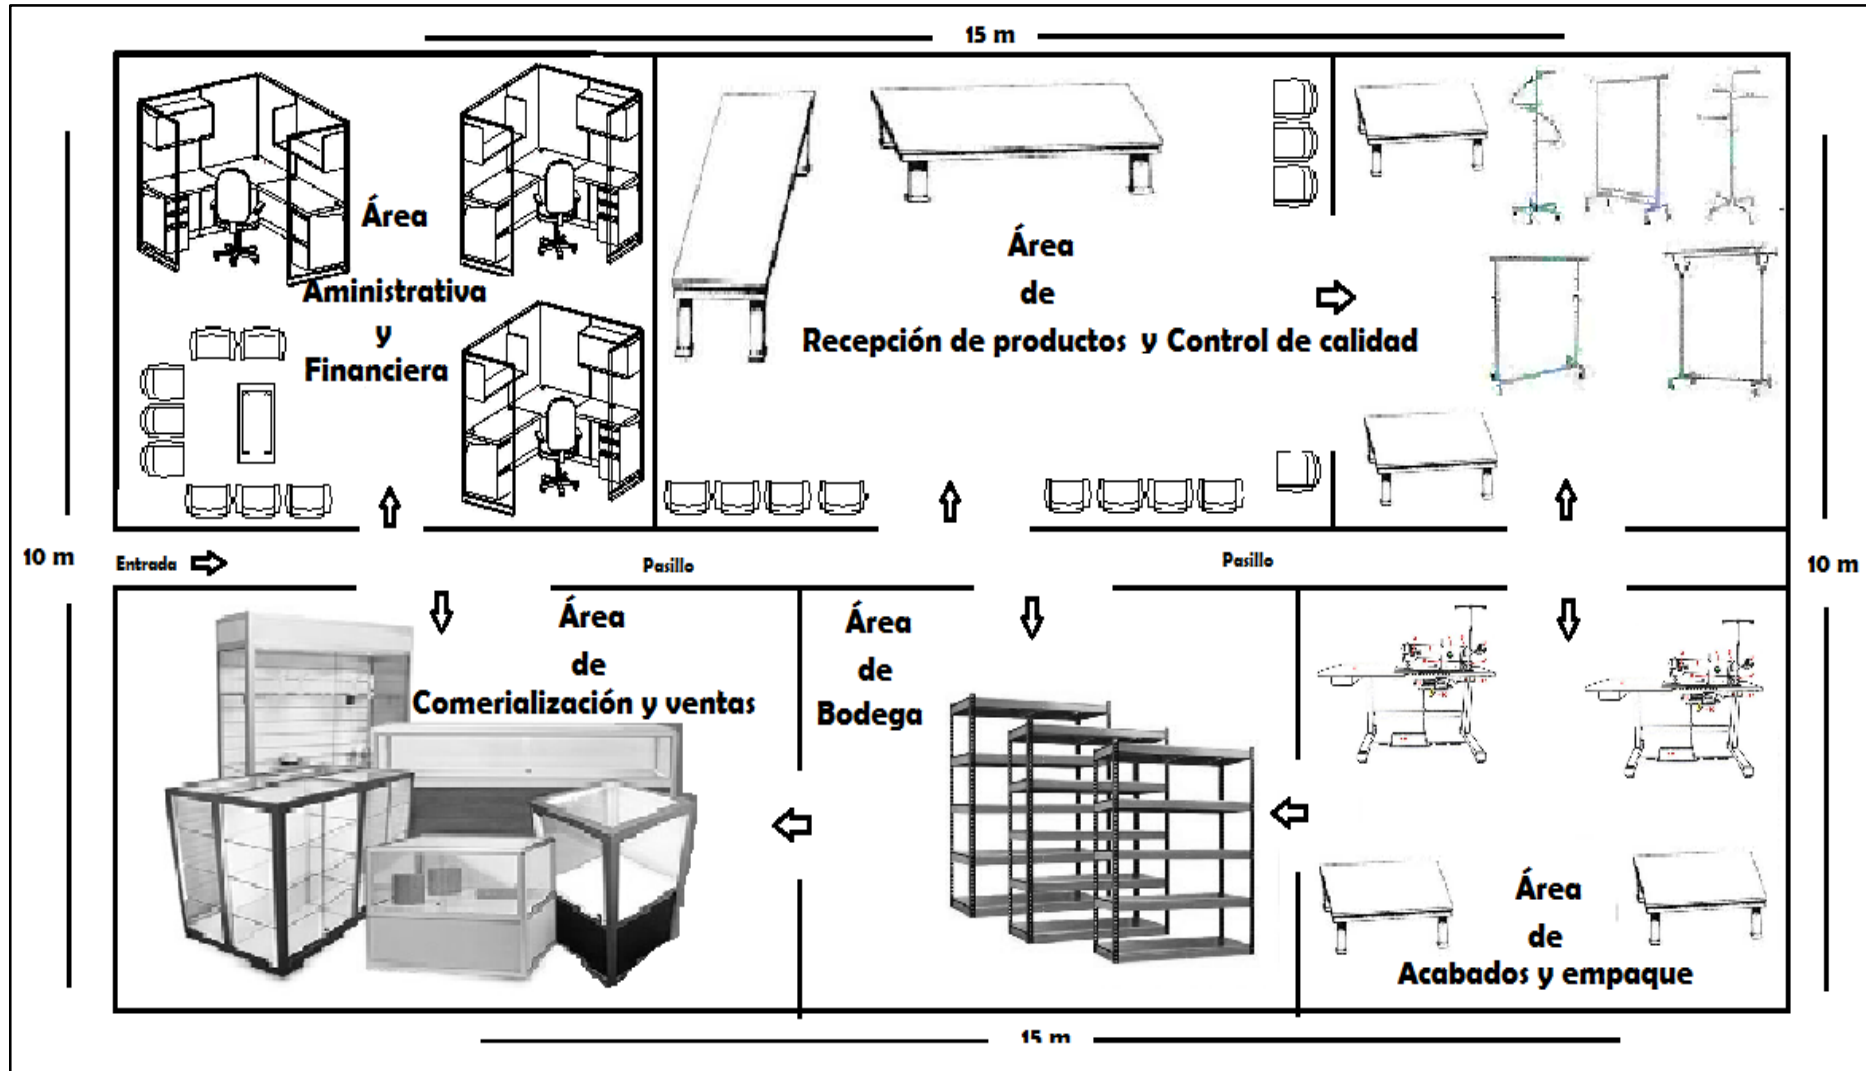 15 m
Área
Aministrativa
y
Financiera
Área
de
Recepción de productos y Control de calidad
10 m
Entrada
Pasillo
Pasillo
10 m
Área
de
Comerialización y ventas
Área
de
Bodega
Área
de
Acabados y empaque
15 m